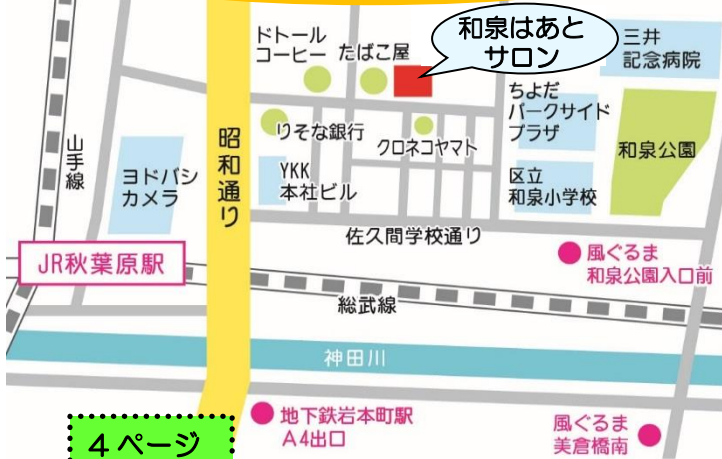 ドトール
コーヒー
たばこ屋
和泉はあと
サロン
三井
記念病院
ちよだ
パークサイド
プラザ
和泉公園
山手線
昭和通り
りそな銀行
クロネコヤマト
ヨドバシ
カメラ
YKK
本社ビル
区立
和泉小学校
佐久間学校通り
JR秋葉原駅
風ぐるま
和泉公園入口前
総武線
神田川
地下鉄岩本町駅
A4出口
風ぐるま
美倉橋南
4ページ